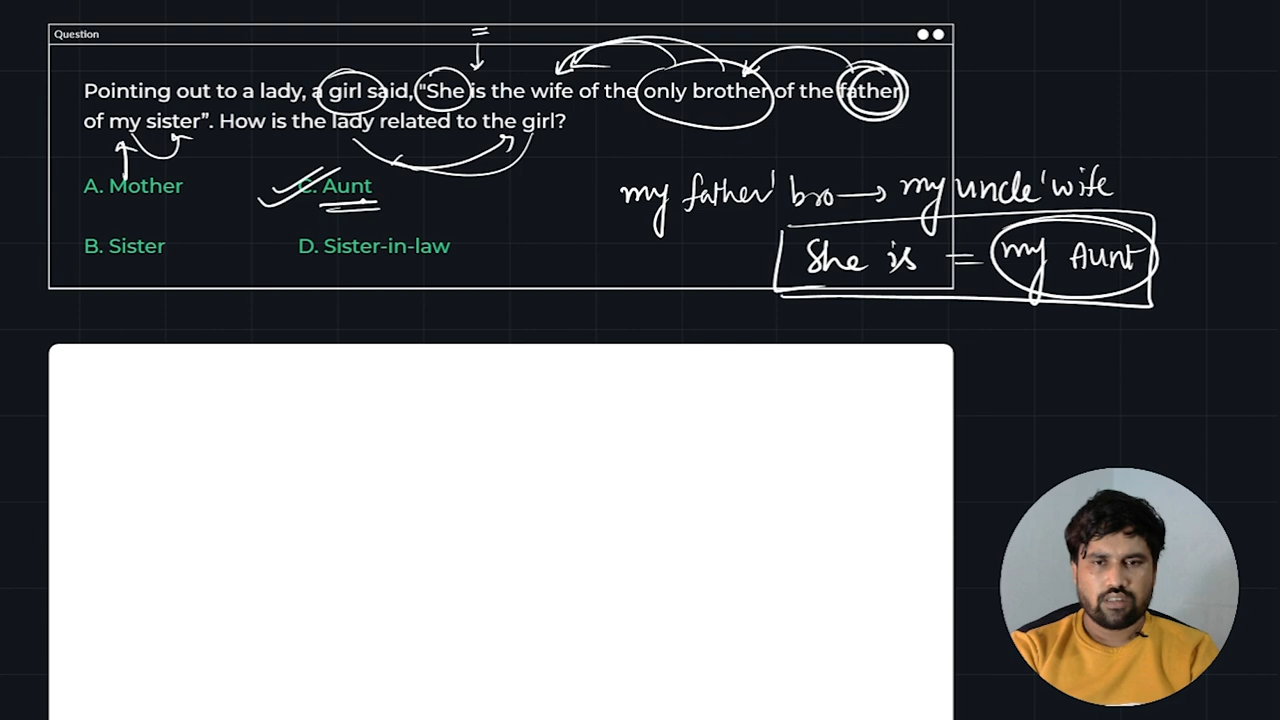 Question
=
Pointing out to a lady, a girl said, "She is the wife of the only brother of the father
of my sister”. How is the lady related to the girl?
A. Mother
C. Aunt
B. Sister
D. Sister-in-law
my father' bro → my uncle' wife
She is = my Aunt